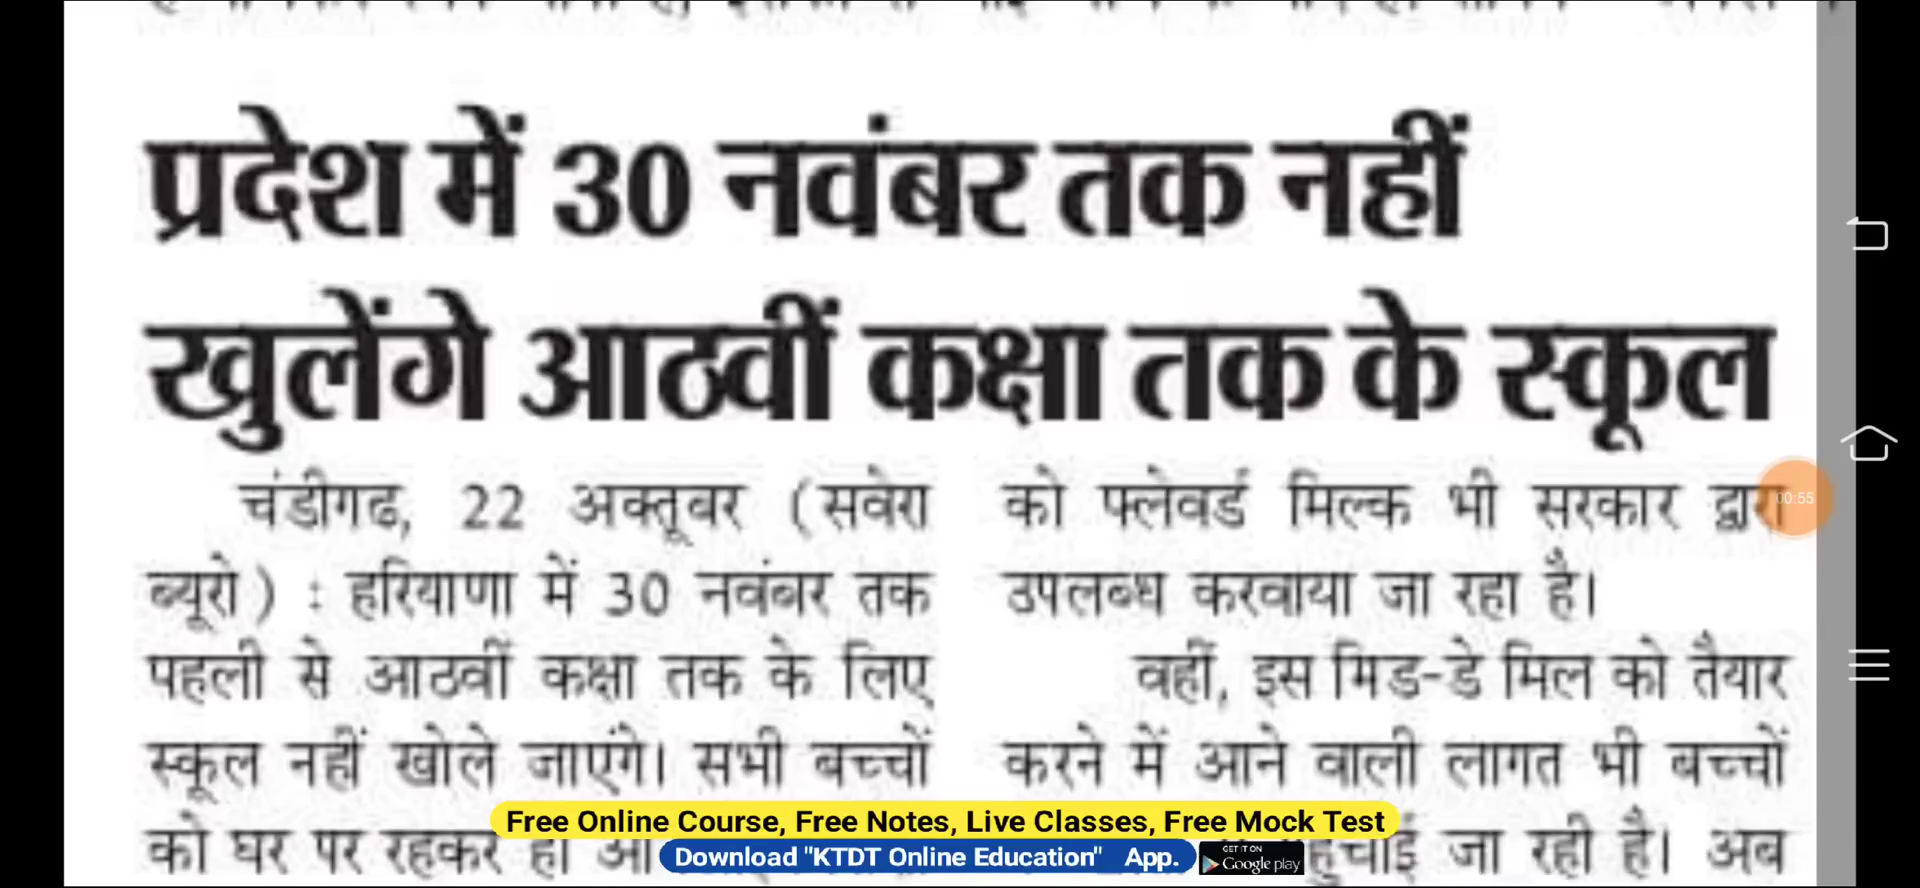 प्रदेश में 30 नवंबर तक नहीं
खुलेंगे आठवीं कक्षा तक के स्कूल
चंडीगढ, 22 अक्तूबर (सवेरा
ब्यूरो) : हरियाणा में 30 नवंबर तक
पहली से आठवीं कक्षा तक के लिए
स्कूल नहीं खोले जाएंगे। सभी बच्चों
को घर पर रहकर ही
को फ्लेवर्ड मिल्क भी सरकार द्वारा
उपलब्ध करवाया जा रहा है।
वहीं, इस मिड-डे मिल को तैयार
करने में आने वाली लागत भी बच्चों
जा रही है। अब
00:55
Free Online Course, Free Notes, Live Classes, Free Mock Test
Download "KTDT Online Education" App.
GET IT ON
Google play